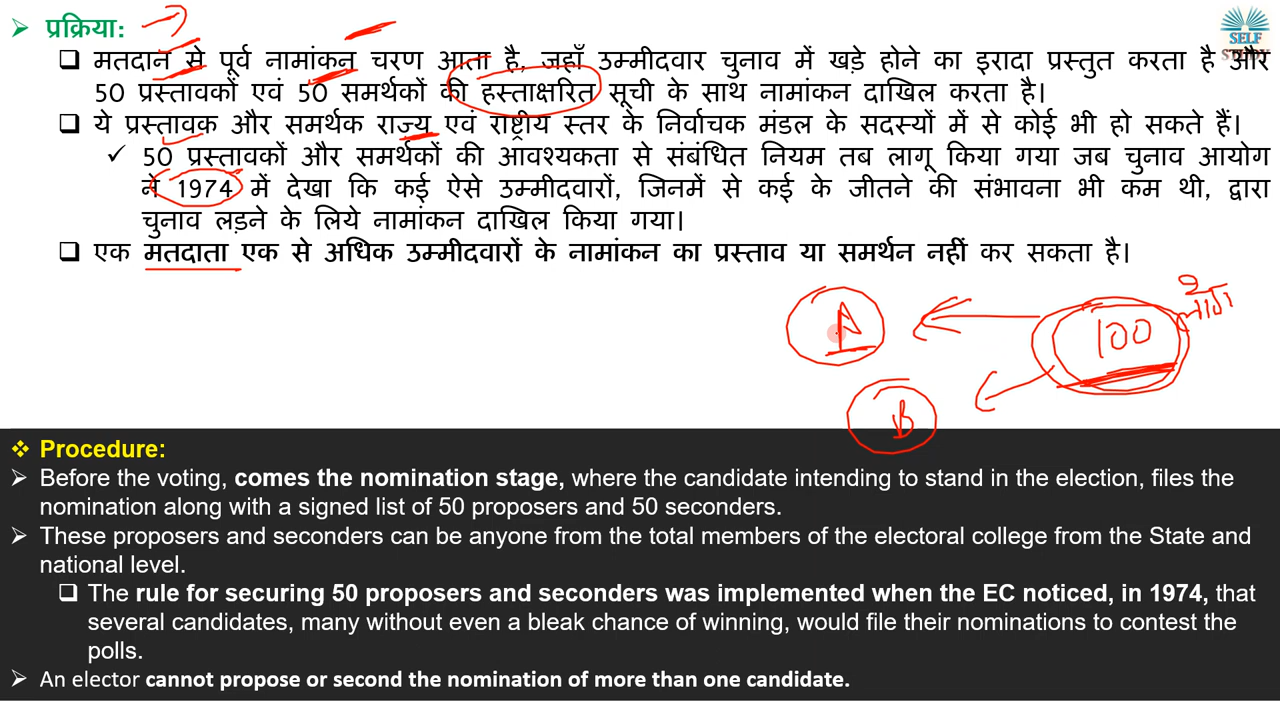 ➢ प्रक्रिया:
SELF
STUDY
❑ मतदान से पूर्व नामांकन चरण आता है, जहाँ उम्मीदवार चुनाव में खड़े होने का इरादा प्रस्तुत करता है और
50 प्रस्तावकों एवं 50 समर्थकों की हस्ताक्षरित सूची के साथ नामांकन दाखिल करता है।
❑ ये प्रस्तावक और समर्थक राज्य एवं राष्ट्रीय स्तर के निर्वाचक मंडल के सदस्यों में से कोई भी हो सकते हैं।
✓ 50 प्रस्तावकों और समर्थकों की आवश्यकता से संबंधित नियम तब लागू किया गया जब चुनाव आयोग
ने 1974 में देखा कि कई ऐसे उम्मीदवारों, जिनमें से कई के जीतने की संभावना भी कम थी, द्वारा
चुनाव लड़ने के लिये नामांकन दाखिल किया गया।
❑ एक मतदाता एक से अधिक उम्मीदवारों के नामांकन का प्रस्ताव या समर्थन नहीं कर सकता है।
A
100
B
❖ Procedure:
➢ Before the voting, comes the nomination stage, where the candidate intending to stand in the election, files the
nomination along with a signed list of 50 proposers and 50 seconders.
➢ These proposers and seconders can be anyone from the total members of the electoral college from the State and
national level.
❑ The rule for securing 50 proposers and seconders was implemented when the EC noticed, in 1974, that
several candidates, many without even a bleak chance of winning, would file their nominations to contest the
polls.
➢ An elector cannot propose or second the nomination of more than one candidate.